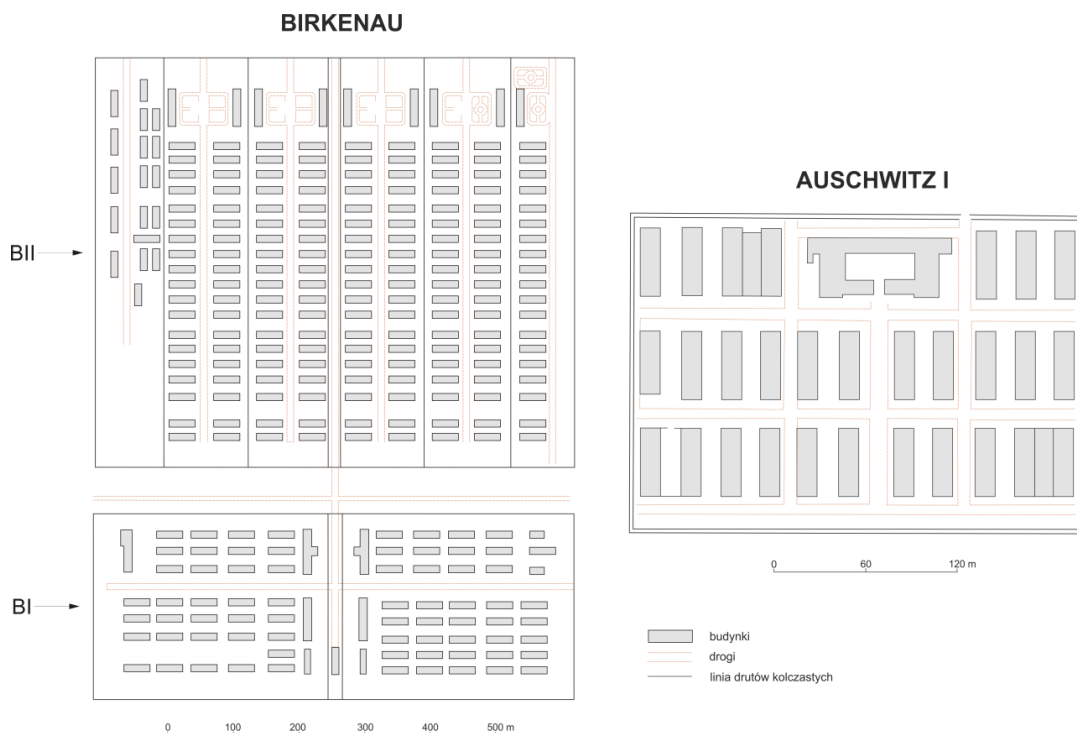 BIRKENAU
AUSCHWITZ I
BII
BI
0 60 120 m
budynki
drogi
linia drutów kolczastych
0 100 200 300 400 500 m